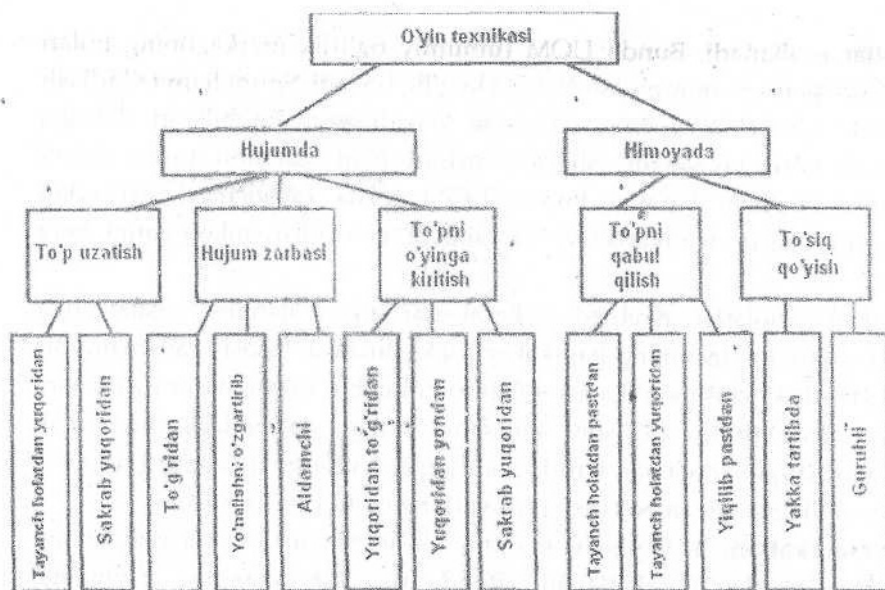 O'yin texnikasi
Hujumda
Himoyada
To'p uzatish
Hujum zarbasi
To'pni
o'yinga
kiritish
To'pni
qabul
qilish
To'siq
qo'yish
Tayanch holatdan yuqoridan
Sakrab yuqoridan
To'g'ridan
Yo'nalishni o'zgartirib
Aldamchi
Yuqoridan to'g'ridan
Yuqoridan yondan
Sakrab yuqoridan
Tayanch holatdan pastdan
Tayanch holatdan yuqoridan
Yiqilib pastdan
Yakka tartibda
Guruhli